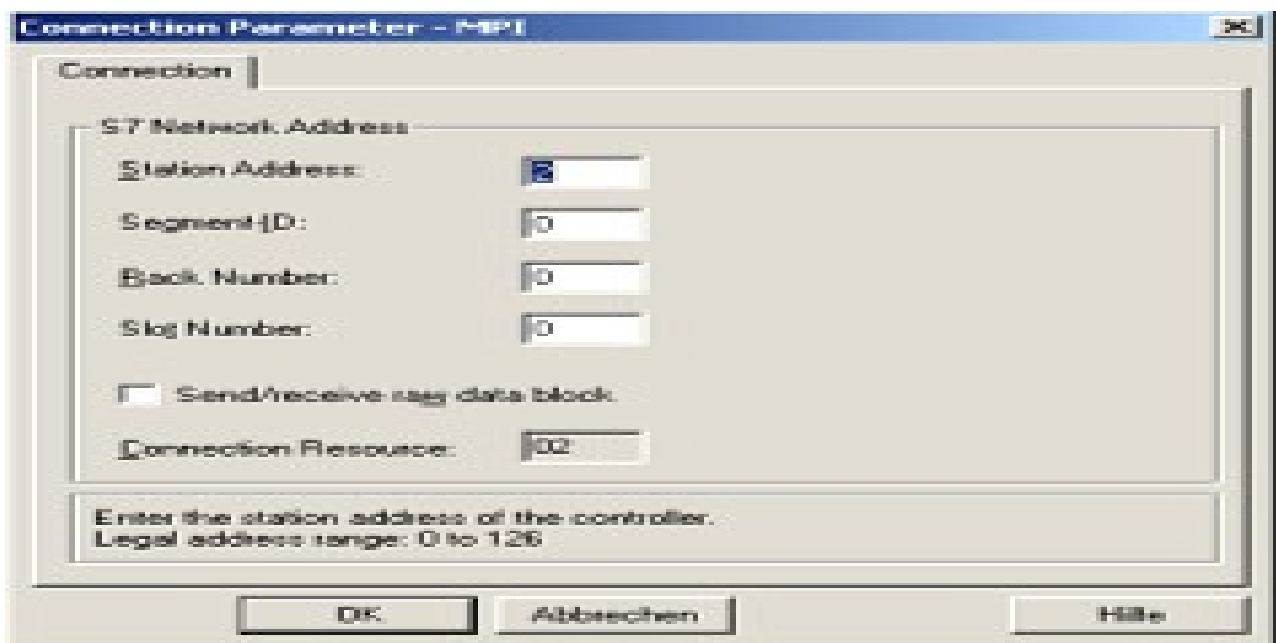 Connection Parameter - MPI
Connection
S7 Network Address
Station Address: 2
Segment ID: 0
Rack Number: 0
Slot Number: 0
Send/receive raw data block
Connection Resource: 02
Enter the station address of the controller.
Legal address range: 0 to 126
OK Abbrechen Hilfe